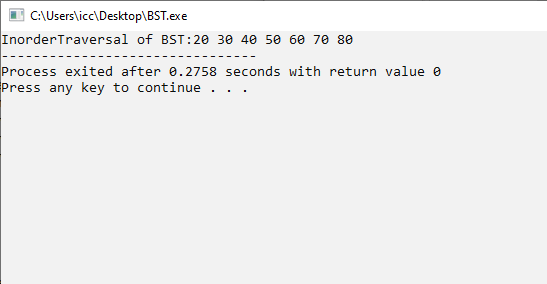 C:\Users\icc\Desktop\BST.exe
InorderTraversal of BST:20 30 40 50 60 70 80
--------------------------------
Process exited after 0.2758 seconds with return value 0
Press any key to continue . . .